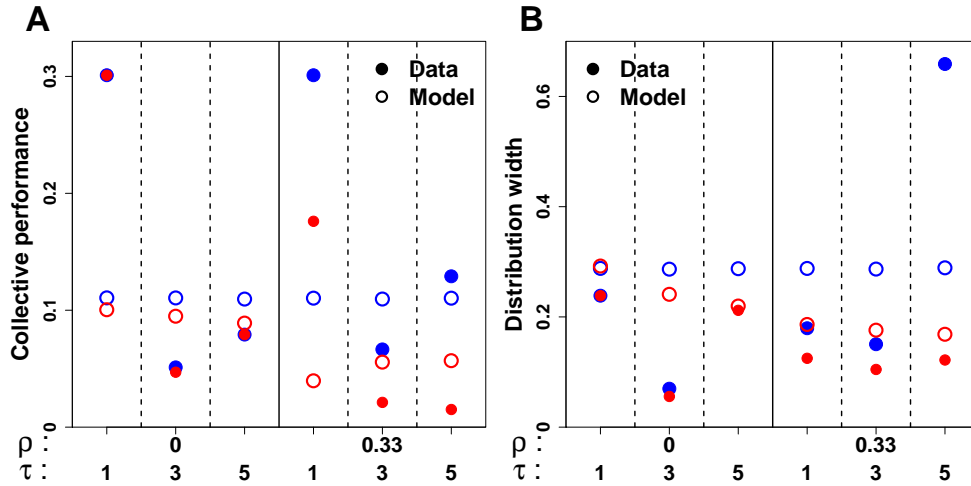 A
Collective performance
0.3
0.2
0.1
0
Data
Model
ρ : 0 0.33
τ : 1 3 5 1 3 5
B
Distribution width
0.6
0.4
0.2
0
Data
Model
0 0.33
1 3 5 1 3 5